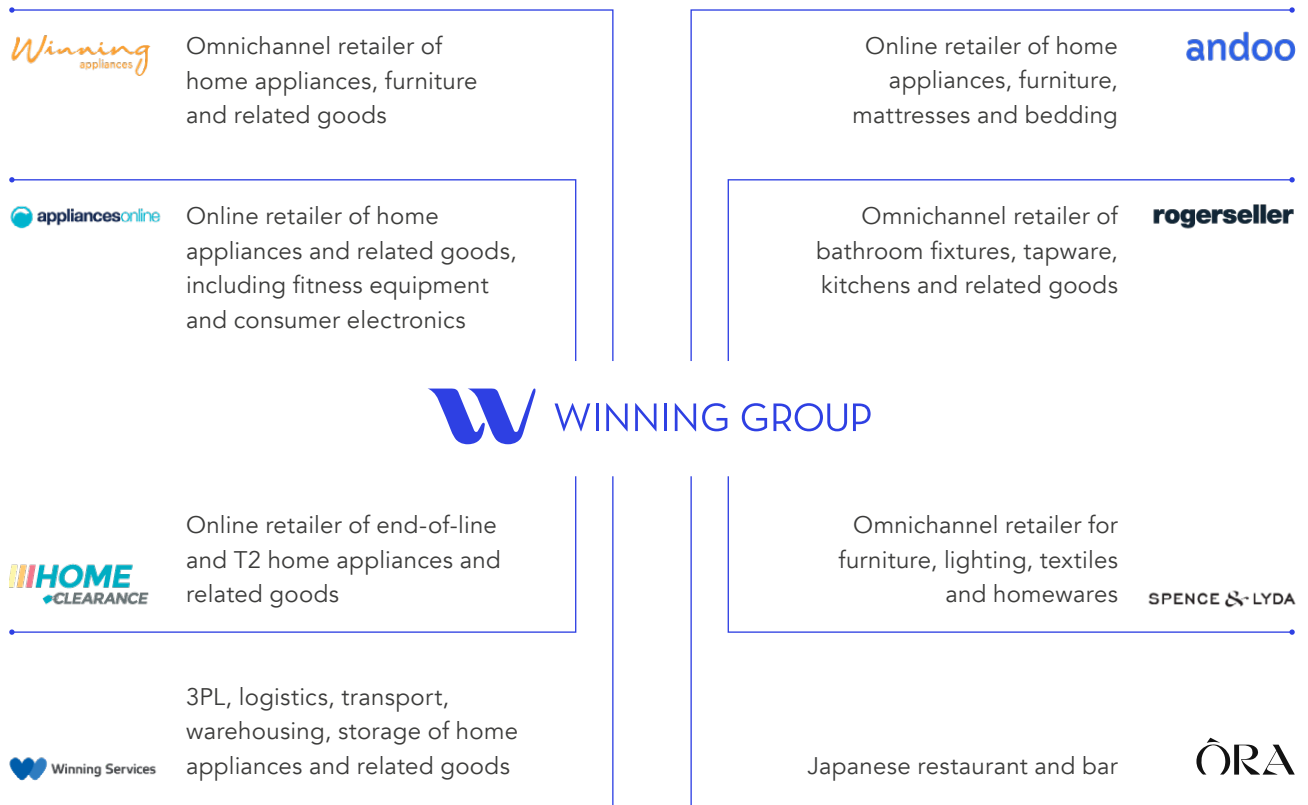 Winning
appliances
Omnichannel retailer of
home appliances, furniture
and related goods
Online retailer of home
appliances, furniture,
mattresses and bedding
andoo
appliancesonline
Online retailer of home
appliances and related goods,
including fitness equipment
and consumer electronics
Omnichannel retailer of
bathroom fixtures, tapware,
kitchens and related goods
rogerseller
WINNING GROUP
HOME
CLEARANCE
Online retailer of end-of-line
and T2 home appliances and
related goods
Omnichannel retailer for
furniture, lighting, textiles
and homewares
SPENCE & LYDA
Winning Services
3PL, logistics, transport,
warehousing, storage of home
appliances and related goods
Japanese restaurant and bar
ÔRA